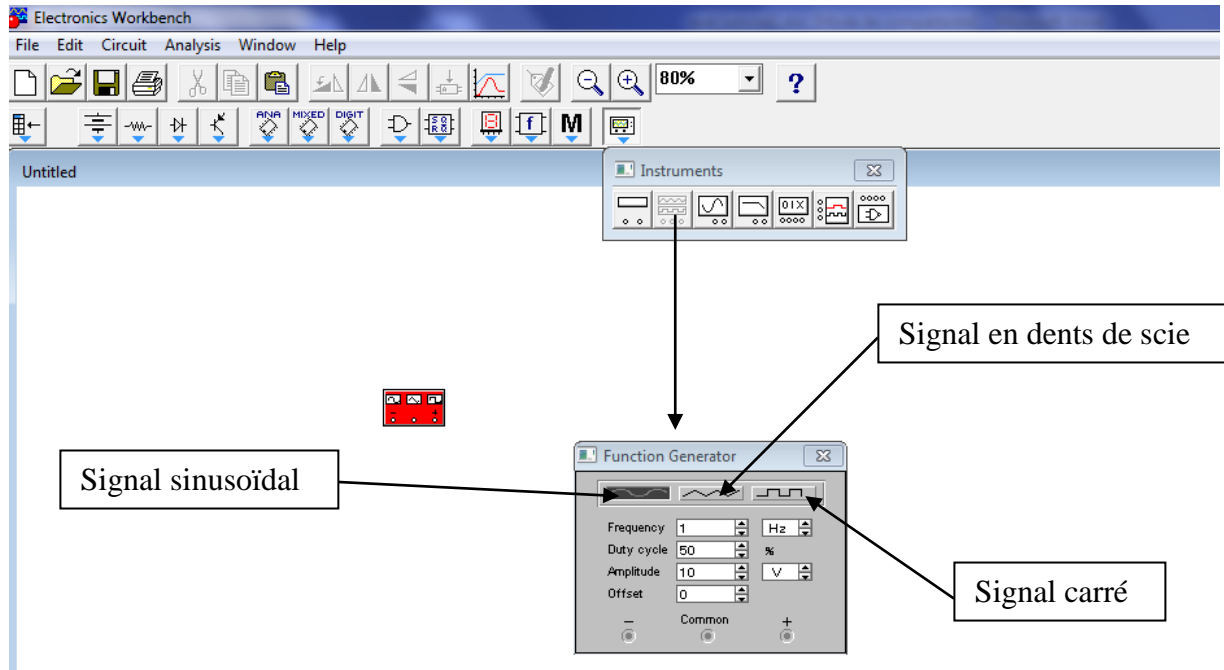 Electronics Workbench
File Edit Circuit Analysis Window Help
80% ?
ANA MIXED DIGIT f M
Untitled
Instruments
Signal en dents de scie
Function Generator
Signal sinusoïdal
Frequency 1 Hz
Duty cycle 50 %
Amplitude 10 V
Offset 0
Signal carré
− Common +